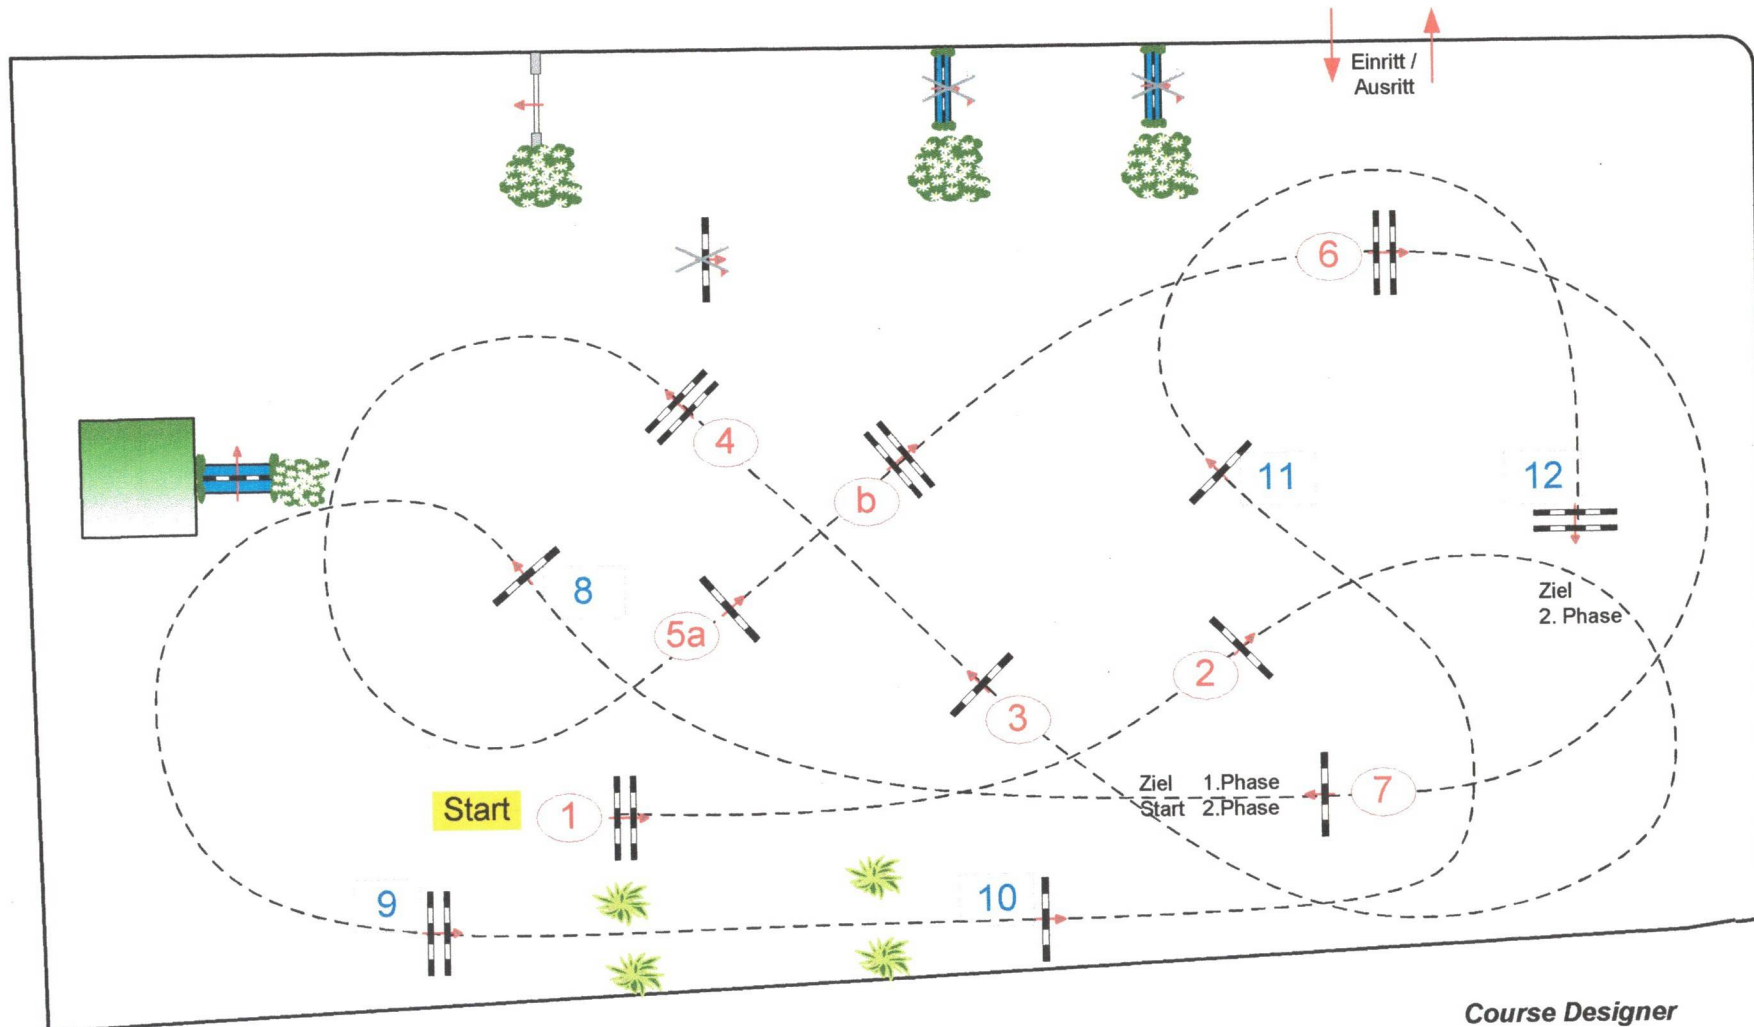 Einritt /
Ausritt
6
4
b
11
12
8
5a
2
3
Ziel
2. Phase
Start
1
Ziel 1.Phase
Start 2.Phase
7
9
10
Course Designer